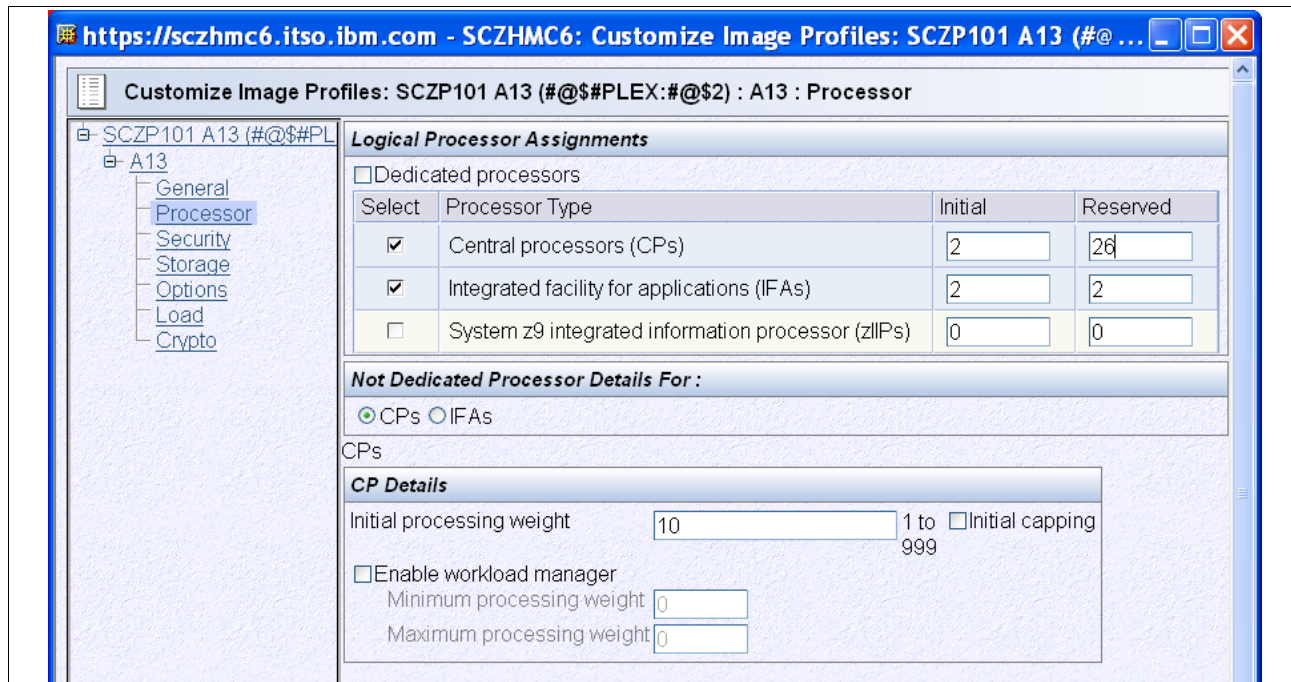 https://sczhmc6.itso.ibm.com - SCZHMC6: Customize Image Profiles: SCZP101 A13 (#@ ...
Customize Image Profiles: SCZP101 A13 (#@$#PLEX:#@$2) : A13 : Processor
SCZP101 A13 (#@$#PL
A13
General
Processor
Security
Storage
Options
Load
Crypto
Logical Processor Assignments
Dedicated processors
Select Processor Type Initial Reserved
Central processors (CPs) 2 26
Integrated facility for applications (IFAs) 2 2
System z9 integrated information processor (zIIPs) 0 0
Not Dedicated Processor Details For :
CPs IFAs
CPs
CP Details
Initial processing weight 10 1 to 999 Initial capping
Enable workload manager
Minimum processing weight 0
Maximum processing weight 0